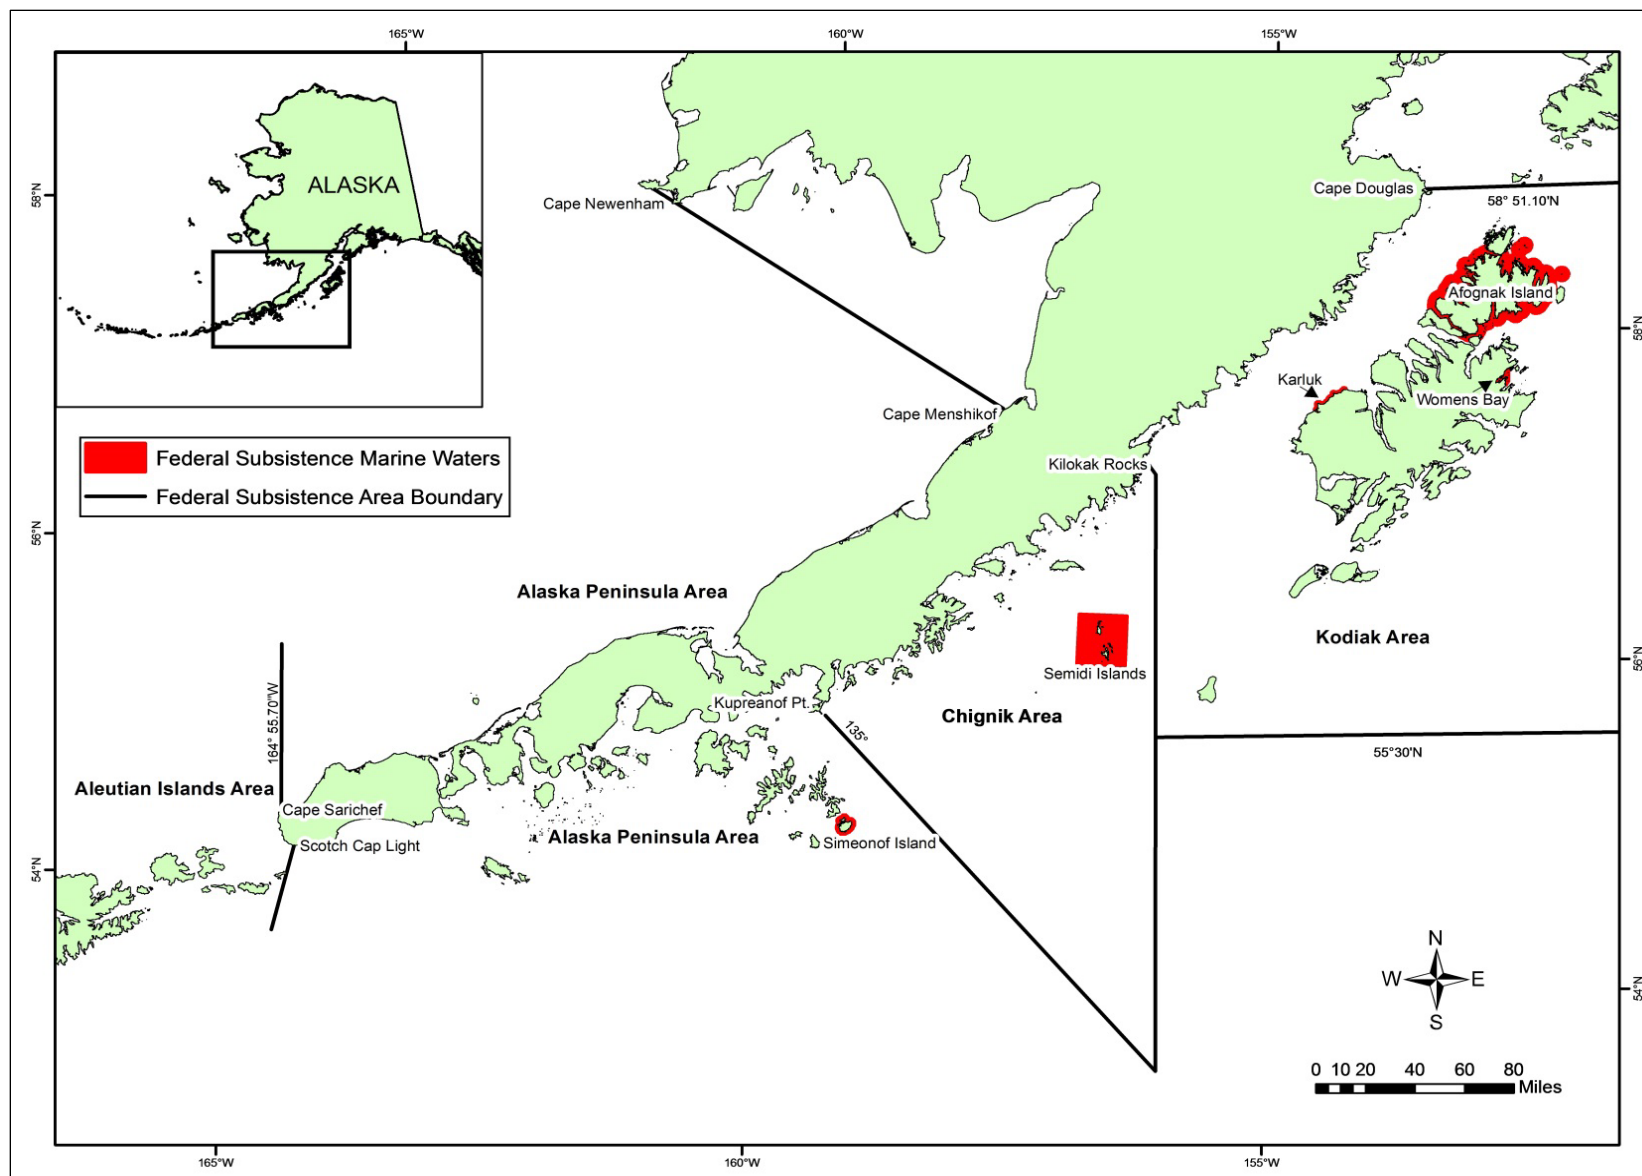 165°W
160°W
155°W
ALASKA
58°N
Cape Newenham
Cape Douglas
58° 51.10'N
Afognak Island
58°N
Karluk
Womens Bay
Cape Menshikof
Federal Subsistence Marine Waters
Federal Subsistence Area Boundary
Kilokak Rocks
56°N
Alaska Peninsula Area
Kodiak Area
56°N
Semidi Islands
Kupreanof Pt.
Chignik Area
135°
164° 55.70"W
55°30'N
Aleutian Islands Area
Cape Sarichef
Alaska Peninsula Area
Simeonof Island
Scotch Cap Light
54°N
N
W
E
S
54°N
0 10 20 40 60 80
Miles
165°W
160°W
155°W